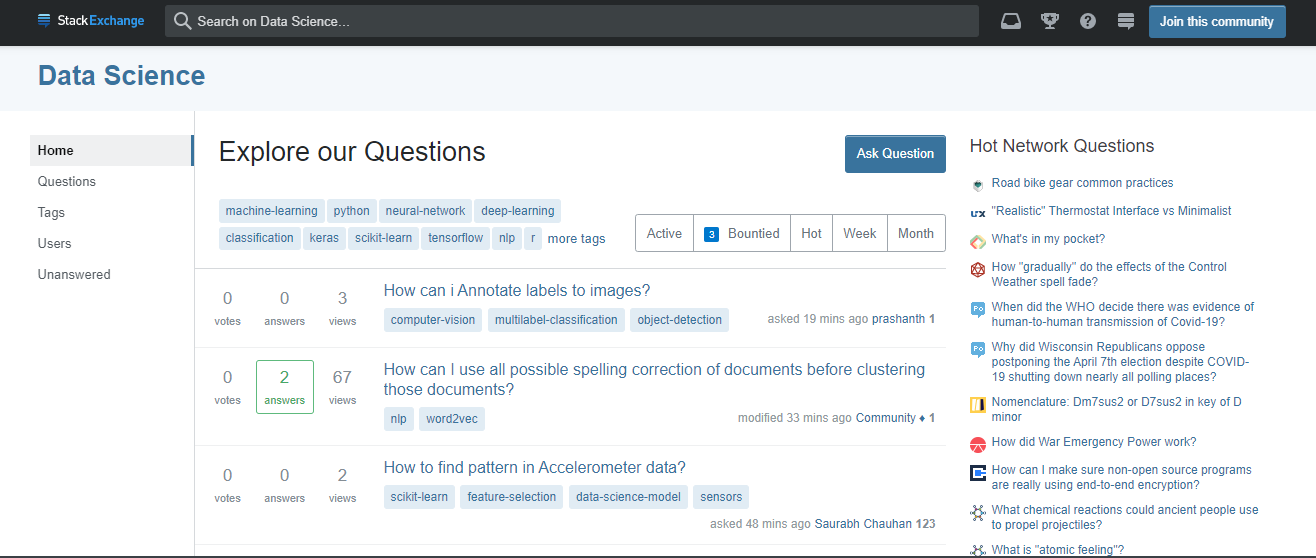 StackExchange
Search on Data Science…
?
Join this community
Data Science
Home
Questions
Tags
Users
Unanswered
Explore our Questions
Ask Question
machine-learning python neural-network deep-learning
classification keras scikit-learn tensorflow nlp r more tags
Active 3 Bountied Hot Week Month
0 votes
0 answers
3 views
How can i Annotate labels to images?
computer-vision multilabel-classification object-detection
asked 19 mins ago prashanth 1
0 votes
2 answers
67 views
How can I use all possible spelling correction of documents before clustering
those documents?
nlp word2vec
modified 33 mins ago Community ♦ 1
0 votes
0 answers
2 views
How to find pattern in Accelerometer data?
scikit-learn feature-selection data-science-model sensors
asked 48 mins ago Saurabh Chauhan 123
Hot Network Questions
Road bike gear common practices
ux "Realistic" Thermostat Interface vs Minimalist
What's in my pocket?
How "gradually" do the effects of the Control
Weather spell fade?
Po When did the WHO decide there was evidence of
human-to-human transmission of Covid-19?
Po Why did Wisconsin Republicans oppose
postponing the April 7th election despite COVID-
19 shutting down nearly all polling places?
Nomenclature: Dm7sus2 or D7sus2 in key of D
minor
How did War Emergency Power work?
How can I make sure non-open source programs
are really using end-to-end encryption?
What chemical reactions could ancient people use
to propel projectiles?
What is "atomic feeling"?